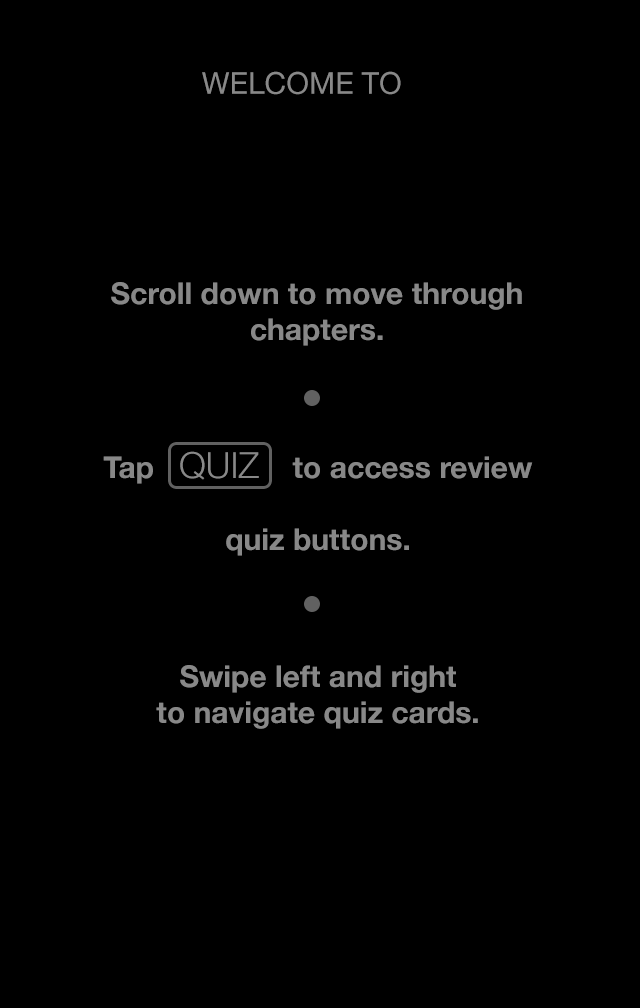 WELCOME TO
Scroll down to move through
chapters.
Tap QUIZ to access review
quiz buttons.
Swipe left and right
to navigate quiz cards.